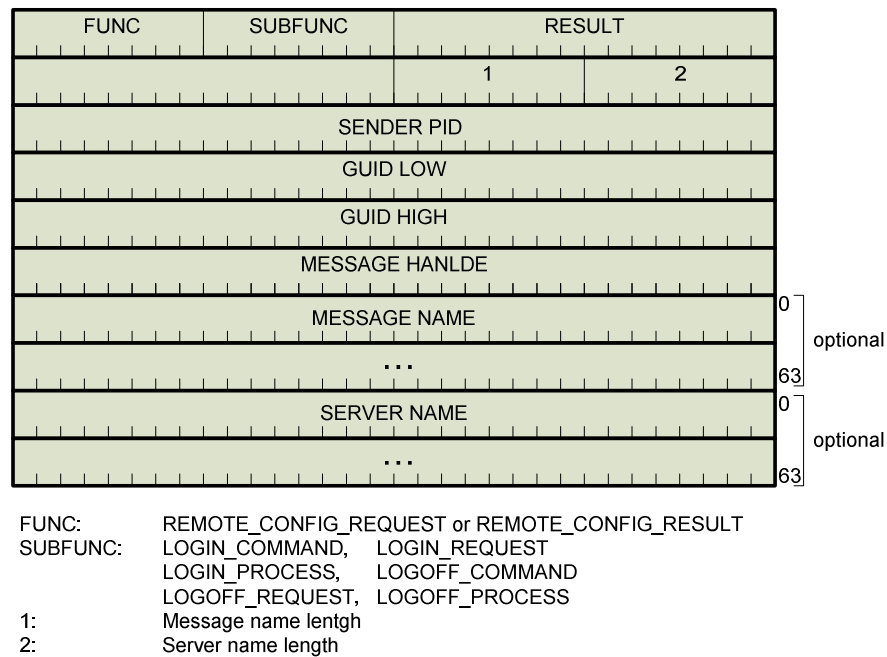 FUNC SUBFUNC RESULT
1 2
SENDER PID
GUID LOW
GUID HIGH
MESSAGE HANLDE
0
MESSAGE NAME
optional
...
63
0
SERVER NAME
optional
...
63
FUNC: REMOTE_CONFIG_REQUEST or REMOTE_CONFIG_RESULT
SUBFUNC: LOGIN_COMMAND, LOGIN_REQUEST
LOGIN_PROCESS, LOGOFF_COMMAND
LOGOFF_REQUEST, LOGOFF_PROCESS
1: Message name lentgh
2: Server name length